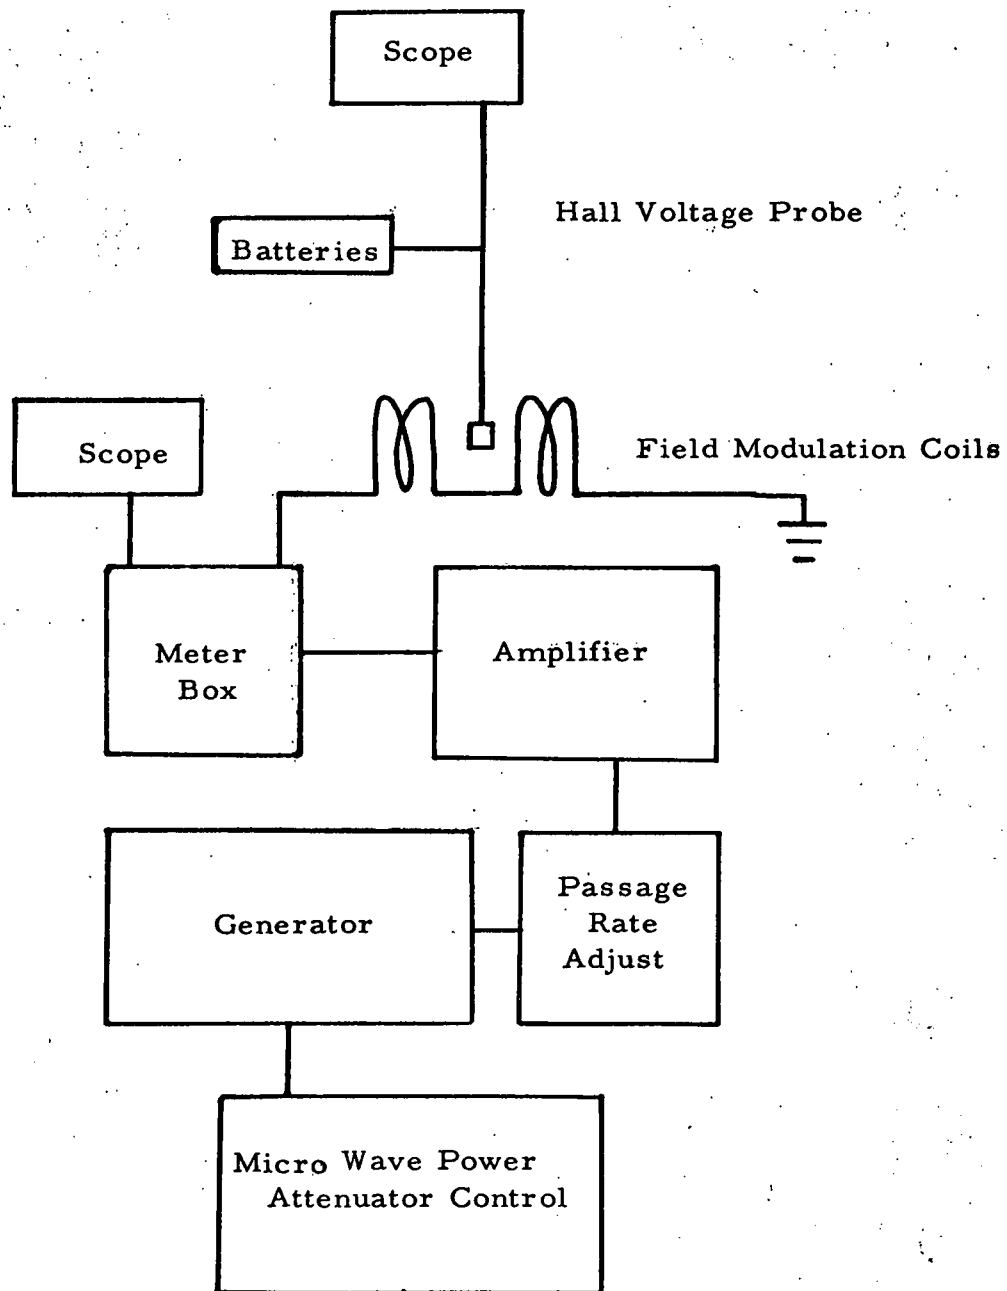 Scope
Hall Voltage Probe
Batteries
Scope
Field Modulation Coils
Meter
Box
Amplifier
Generator
Passage
Rate
Adjust
Micro Wave Power
Attenuator Control